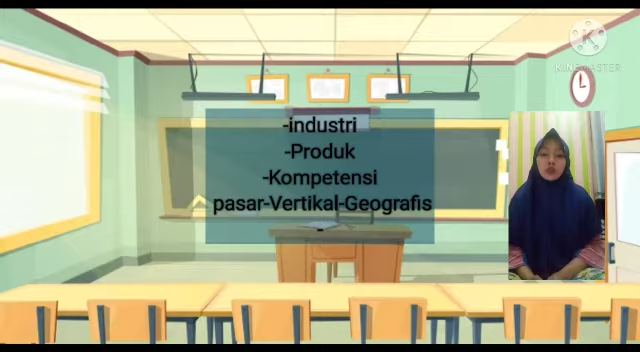 -industri
-Produk
-Kompetensi
pasar-Vertikal-Geografis
KINEMASTER